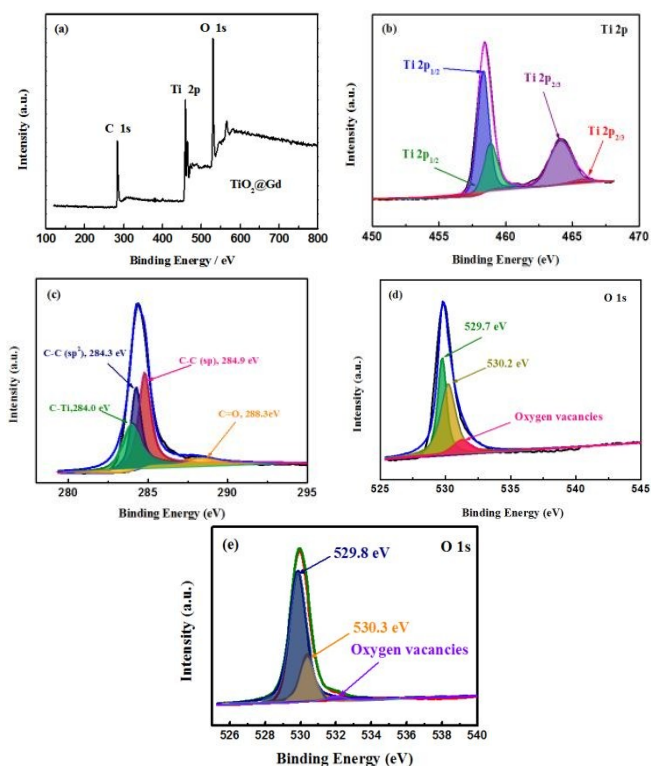 (a)
O 1s
Ti 2p
C 1s
TiO2@Gd
Intensity (a.u.)
100 200 300 400 500 600 700 800
Binding Energy / eV
(b)
Ti 2p
Ti 2p1/2
Ti 2p2/3
Ti 2p2/3
Ti 2p1/2
Intensity (a.u.)
450 455 460 465 470
Binding Energy (eV)
(c)
C-C (sp2), 284.3 eV
C-C (sp), 284.9 eV
C-Ti,284.0 eV
C=O, 288.3eV
Intensity (a.u.)
280 285 290 295
Binding Energy (eV)
(d)
O 1s
529.7 eV
530.2 eV
Oxygen vacancies
Intensity (a.u.)
525 530 535 540 545
Binding Energy (eV)
(e)
O 1s
529.8 eV
530.3 eV
Oxygen vacancies
Intensity (a.u.)
526 528 530 532 534 536 538 540
Binding Energy (eV)